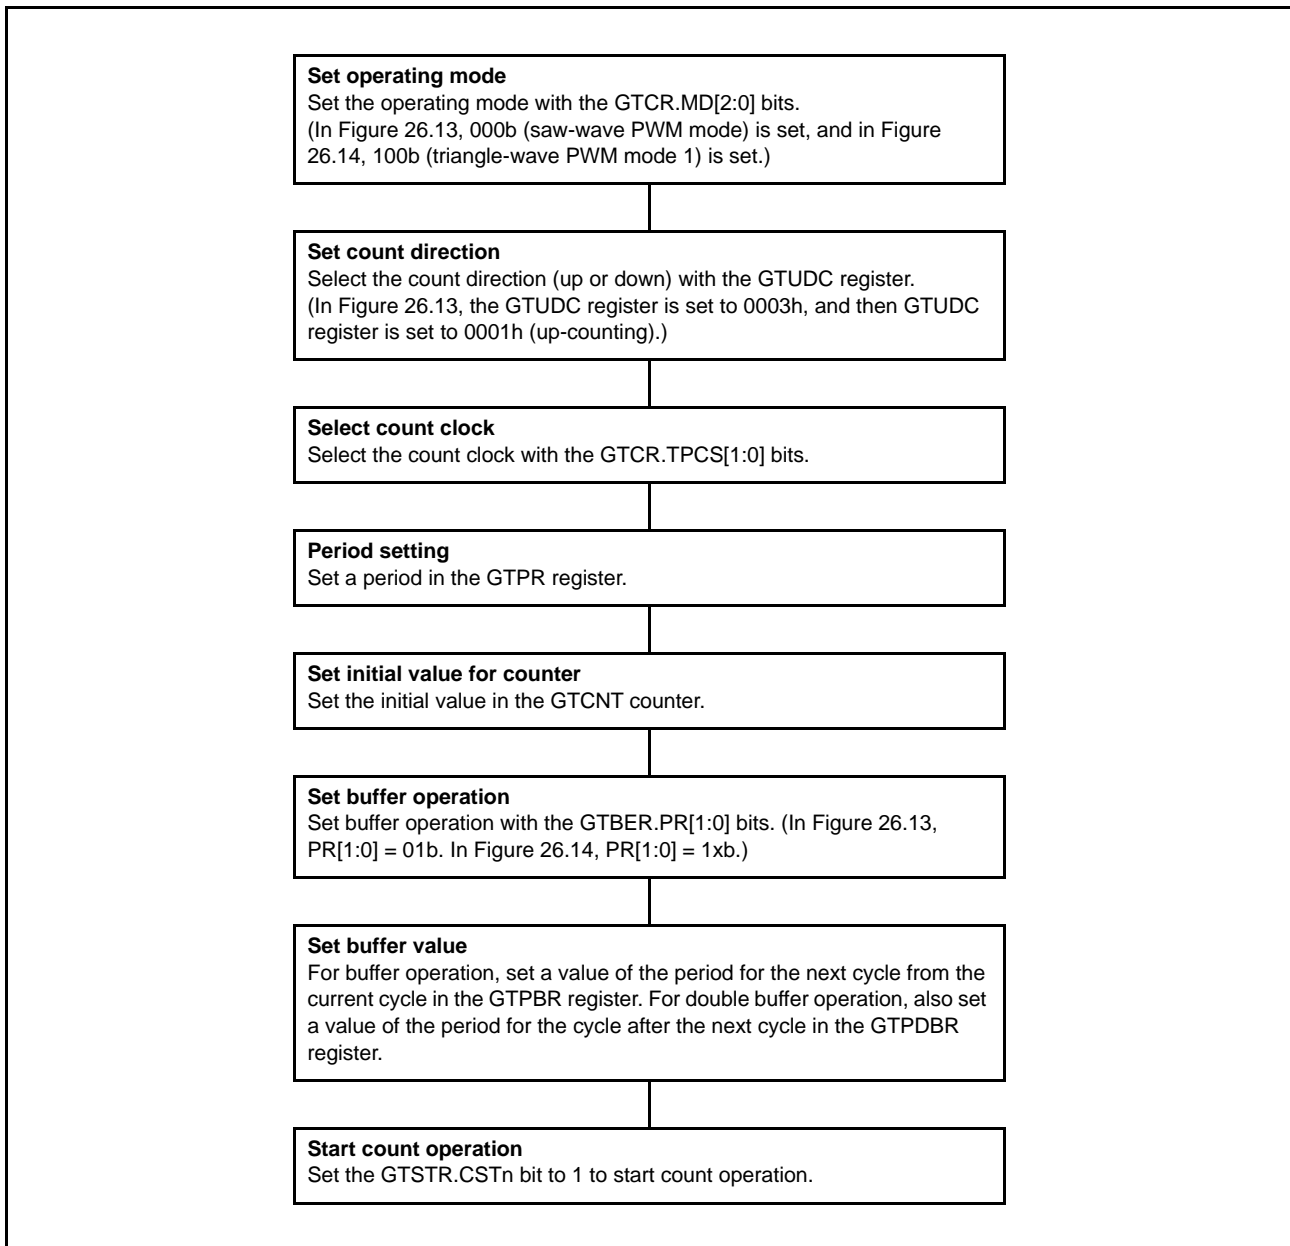 Set operating mode
Set the operating mode with the GTCR.MD[2:0] bits.
(In Figure 26.13, 000b (saw-wave PWM mode) is set, and in Figure
26.14, 100b (triangle-wave PWM mode 1) is set.)
Set count direction
Select the count direction (up or down) with the GTUDC register.
(In Figure 26.13, the GTUDC register is set to 0003h, and then GTUDC
register is set to 0001h (up-counting).)
Select count clock
Select the count clock with the GTCR.TPCS[1:0] bits.
Period setting
Set a period in the GTPR register.
Set initial value for counter
Set the initial value in the GTCNT counter.
Set buffer operation
Set buffer operation with the GTBER.PR[1:0] bits. (In Figure 26.13,
PR[1:0] = 01b. In Figure 26.14, PR[1:0] = 1xb.)
Set buffer value
For buffer operation, set a value of the period for the next cycle from the
current cycle in the GTPBR register. For double buffer operation, also set
a value of the period for the cycle after the next cycle in the GTPDBR
register.
Start count operation
Set the GTSTR.CSTn bit to 1 to start count operation.